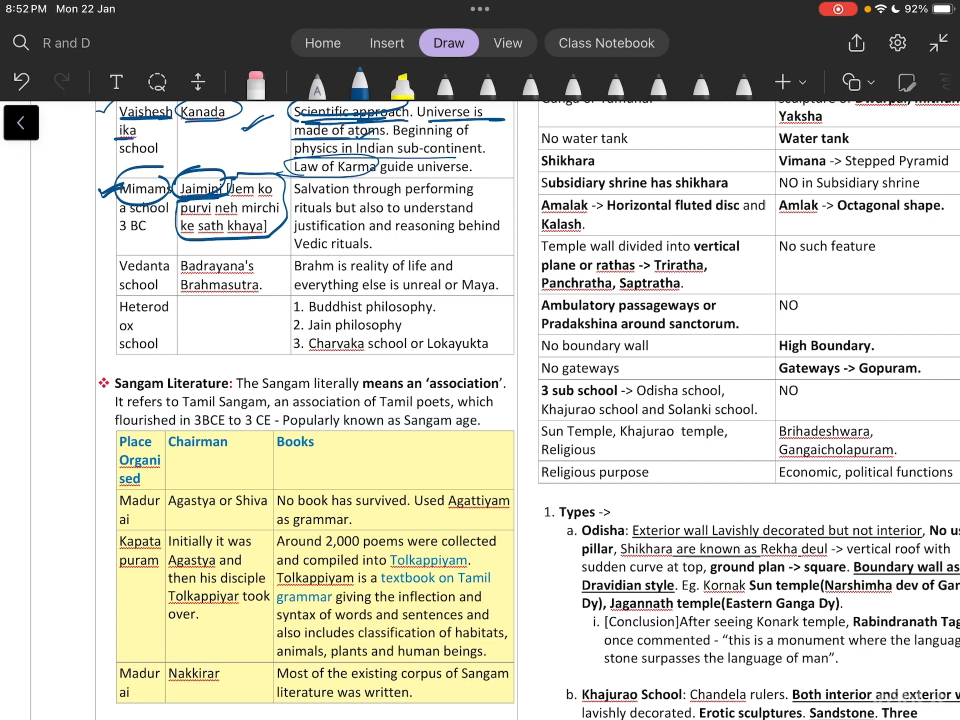 8:52 PM Mon 22 Jan
92%
R and D
Home Insert Draw View Class Notebook
Vaishesh
ika
school
Kanada
Scientific approach. Universe is
made of atoms. Beginning of
physics in Indian sub-continent.
Law of Karma guide universe.
Mimams
a school
3 BC
Jaimini [Jem ko
purvi neh mirchi
ke sath khaya]
Salvation through performing
rituals but also to understand
justification and reasoning behind
Vedic rituals.
Vedanta
school
Badrayana's
Brahmasutra.
Brahm is reality of life and
everything else is unreal or Maya.
Heterod
ox
school
1. Buddhist philosophy.
2. Jain philosophy
3. Charvaka school or Lokayukta
❖ Sangam Literature: The Sangam literally means an ‘association’.
It refers to Tamil Sangam, an association of Tamil poets, which
flourished in 3BCE to 3 CE - Popularly known as Sangam age.
Place
Organi
sed
Chairman
Books
Madur
ai
Agastya or Shiva
No book has survived. Used Agattiyam
as grammar.
Kapata
puram
Initially it was
Agastya and
then his disciple
Tolkappiyar took
over.
Around 2,000 poems were collected
and compiled into Tolkappiyam.
Tolkappiyam is a textbook on Tamil
grammar giving the inflection and
syntax of words and sentences and
also includes classification of habitats,
animals, plants and human beings.
Madur
ai
Nakkirar
Most of the existing corpus of Sangam
literature was written.
Yaksha
No water tank
Water tank
Shikhara
Vimana -> Stepped Pyramid
Subsidiary shrine has shikhara
NO in Subsidiary shrine
Amalak -> Horizontal fluted disc and
Kalash.
Amlak -> Octagonal shape.
Temple wall divided into vertical
plane or rathas -> Triratha,
Panchratha, Saptratha.
No such feature
Ambulatory passageways or
Pradakshina around sanctorum.
NO
No boundary wall
High Boundary.
No gateways
Gateways -> Gopuram.
3 sub school -> Odisha school,
Khajurao school and Solanki school.
NO
Sun Temple, Khajurao temple,
Religious
Brihadeshwara,
Gangaicholapuram.
Religious purpose
Economic, political functions
1. Types ->
a. Odisha: Exterior wall Lavishly decorated but not interior, No us
pillar, Shikhara are known as Rekha deul -> vertical roof with
sudden curve at top, ground plan -> square. Boundary wall as
Dravidian style. Eg. Kornak Sun temple(Narshimha dev of Gan
Dy), Jagannath temple(Eastern Ganga Dy).
i. [Conclusion]After seeing Konark temple, Rabindranath Tag
once commented - “this is a monument where the languag
stone surpasses the language of man”.
b. Khajurao School: Chandela rulers. Both interior and exterior w
lavishly decorated. Erotic sculptures. Sandstone. Three